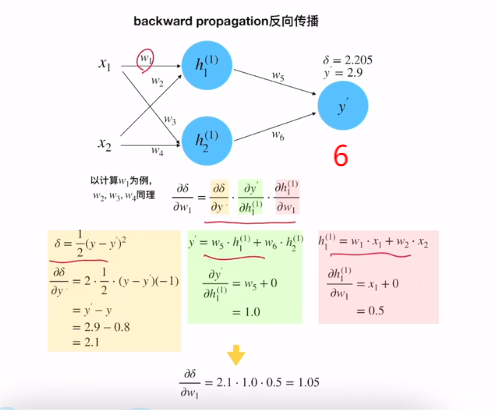 backward propagation反向传播
x₁ w₁ h₁⁽¹⁾
δ = 2.205
y′ = 2.9
w₂ w₅
y′
w₃
x₂ w₄ h₂⁽¹⁾ w₆
6
以计算w₁为例,
w₂, w₃, w₄同理
∂δ/∂w₁ = ∂δ/∂y′ · ∂y′/∂h₁⁽¹⁾ · ∂h₁⁽¹⁾/∂w₁
δ = 1/2(y − y′)²
∂δ/∂y′ = 2 · 1/2 · (y − y′)(−1)
= y′ − y
= 2.9 − 0.8
= 2.1
y′ = w₅ · h₁⁽¹⁾ + w₆ · h₂⁽¹⁾
∂y′/∂h₁⁽¹⁾ = w₅ + 0
= 1.0
h₁⁽¹⁾ = w₁ · x₁ + w₂ · x₂
∂h₁⁽¹⁾/∂w₁ = x₁ + 0
= 0.5
∂δ/∂w₁ = 2.1 · 1.0 · 0.5 = 1.05